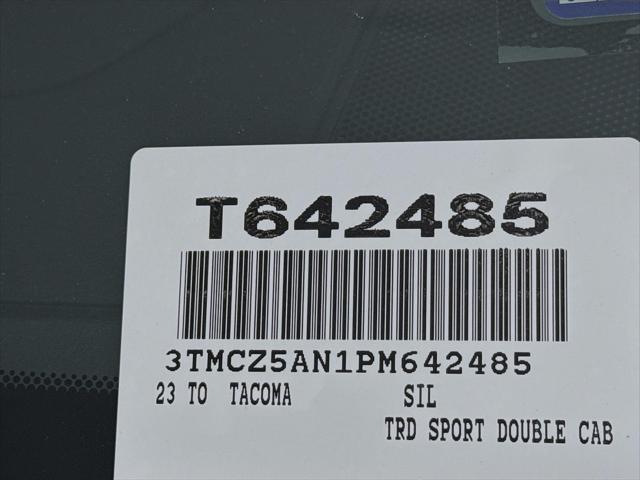 T642485
3TMCZ5AN1PM642485
23 TO TACOMA SIL
TRD SPORT DOUBLE CAB